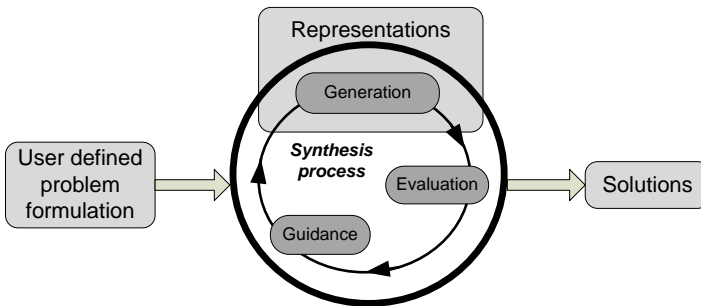 Representations
Generation
Synthesis
process
User defined
problem
formulation
Evaluation
Solutions
Guidance